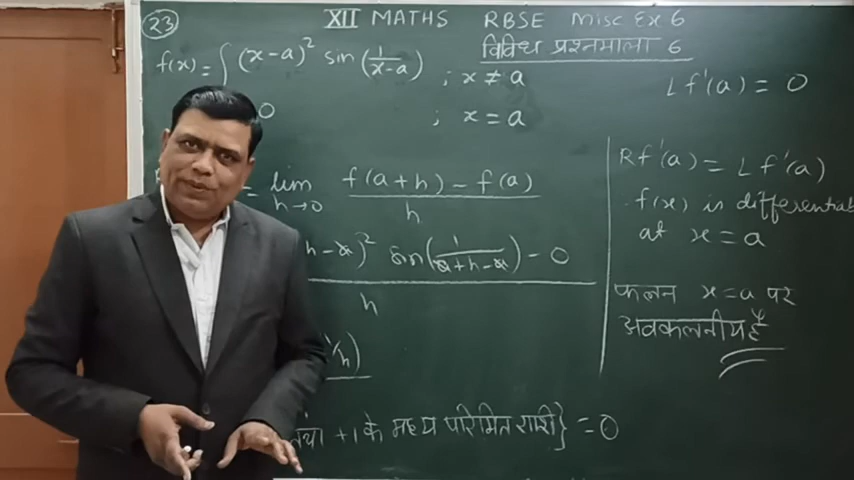 23
XII MATHS RBSE Misc Ex 6
विविध प्रश्नमाला 6
f(x) = { (x-a)² sin(1/(x-a)) ; x ≠ a
0 ; x = a
= lim h→0 (f(a+h) - f(a))/h
h - a)² sin(1/(a+h-a)) - 0
h
/h)
तथा +1 के मध्य परिमित राशी} = 0
Lf'(a) = 0
Rf'(a) = Lf'(a)
f(x) is differentiab
at x = a
फलन x = a पर
अवकलनीय है